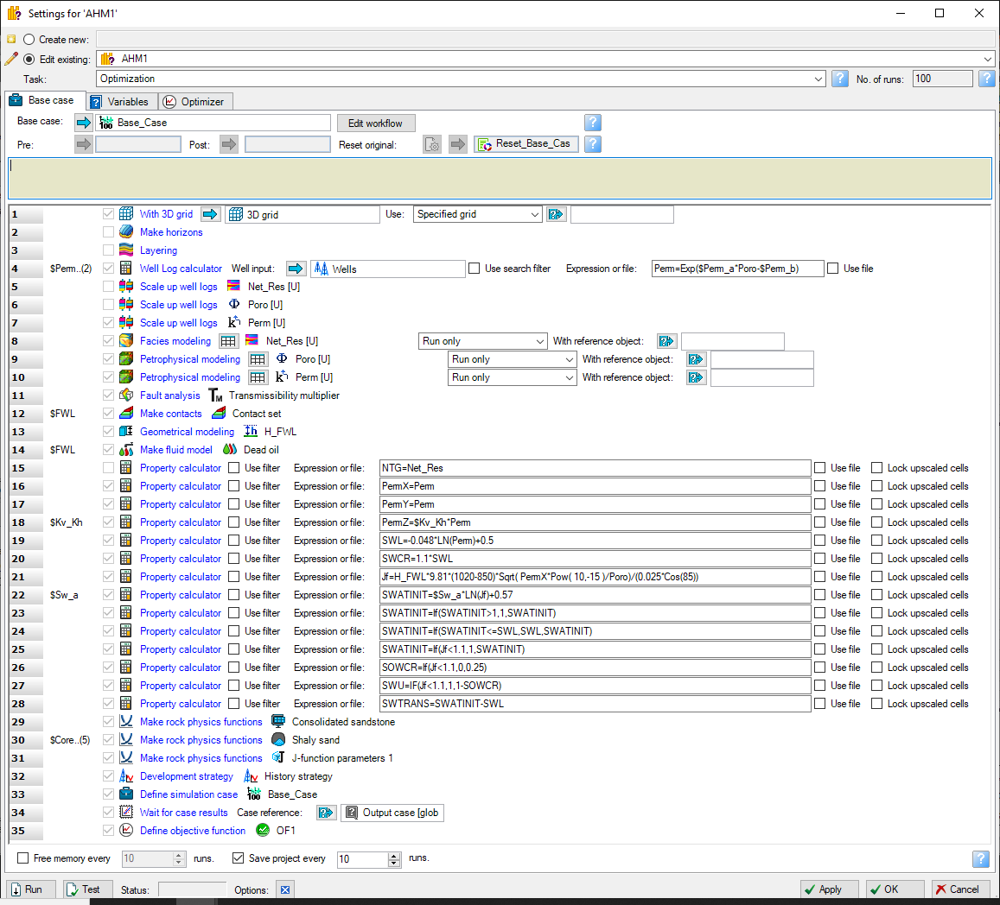 Settings for 'AHM1'
Create new:
Edit existing: AHM1
Task: Optimization No. of runs: 100
Base case Variables Optimizer
Base case: Base_Case Edit workflow
Pre: Post: Reset original: Reset_Base_Cas
1 With 3D grid 3D grid Use: Specified grid
2 Make horizons
3 Layering
4 $Perm..(2) Well Log calculator Well input: Wells Use search filter Expression or file: Perm=Exp($Perm_a*Poro-$Perm_b) Use file
5 Scale up well logs Net_Res [U]
6 Scale up well logs Poro [U]
7 Scale up well logs Perm [U]
8 Facies modeling Net_Res [U] Run only With reference object:
9 Petrophysical modeling Poro [U] Run only With reference object:
10 Petrophysical modeling Perm [U] Run only With reference object:
11 Fault analysis Transmissibility multiplier
12 $FWL Make contacts Contact set
13 Geometrical modeling H_FWL
14 $FWL Make fluid model Dead oil
15 Property calculator Use filter Expression or file: NTG=Net_Res Use file Lock upscaled cells
16 Property calculator Use filter Expression or file: PermX=Perm Use file Lock upscaled cells
17 Property calculator Use filter Expression or file: PermY=Perm Use file Lock upscaled cells
18 $Kv_Kh Property calculator Use filter Expression or file: PermZ=$Kv_Kh*Perm Use file Lock upscaled cells
19 Property calculator Use filter Expression or file: SWL=-0.048*LN(Perm)+0.5 Use file Lock upscaled cells
20 Property calculator Use filter Expression or file: SWCR=1.1*SWL Use file Lock upscaled cells
21 Property calculator Use filter Expression or file: Jf=H_FWL*9.81*(1020-850)*Sqrt( PermX*Pow( 10,-15 )/Poro)/(0.025*Cos(85)) Use file Lock upscaled cells
22 $Sw_a Property calculator Use filter Expression or file: SWATINIT=$Sw_a*LN(Jf)+0.57 Use file Lock upscaled cells
23 Property calculator Use filter Expression or file: SWATINIT=If(SWATINIT>1,1,SWATINIT) Use file Lock upscaled cells
24 Property calculator Use filter Expression or file: SWATINIT=If(SWATINIT<=SWL,SWL,SWATINIT) Use file Lock upscaled cells
25 Property calculator Use filter Expression or file: SWATINIT=If(Jf<1.1,1,SWATINIT) Use file Lock upscaled cells
26 Property calculator Use filter Expression or file: SOWCR=If(Jf<1.1,0,0.25) Use file Lock upscaled cells
27 Property calculator Use filter Expression or file: SWU=IF(Jf<1.1,1,1-SOWCR) Use file Lock upscaled cells
28 Property calculator Use filter Expression or file: SWTRANS=SWATINIT-SWL Use file Lock upscaled cells
29 Make rock physics functions Consolidated sandstone
30 $Core..(5) Make rock physics functions Shaly sand
31 Make rock physics functions J-function parameters 1
32 Development strategy History strategy
33 Define simulation case Base_Case
34 Wait for case results Case reference: Output case [glob
35 Define objective function OF1
Free memory every 10 runs. Save project every 10 runs.
Run Test Status: Options: Apply OK Cancel